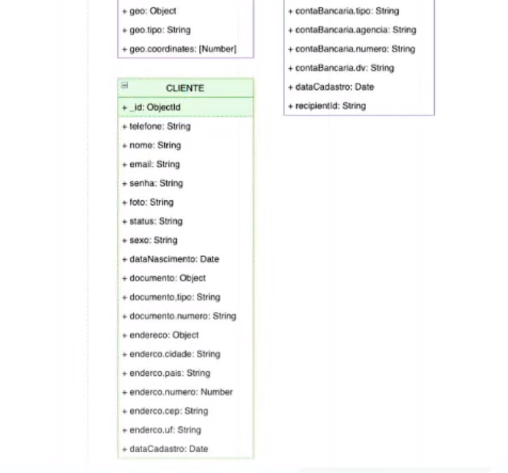 + geo: Object
+ geo.tipo: String
+ geo.coordinates: [Number]
+ contaBancaria.tipo: String
+ contaBancaria.agencia: String
+ contaBancaria.numero: String
+ contaBancaria.dv: String
+ dataCadastro: Date
+ recipientId: String
CLIENTE
+ _id: ObjectId
+ telefone: String
+ nome: String
+ email: String
+ senha: String
+ foto: String
+ status: String
+ sexo: String
+ dataNascimento: Date
+ documento: Object
+ documento.tipo: String
+ documento.numero: String
+ endereco: Object
+ enderco.cidade: String
+ enderco.pais: String
+ enderco.numero: Number
+ enderco.cep: String
+ enderco.uf: String
+ dataCadastro: Date